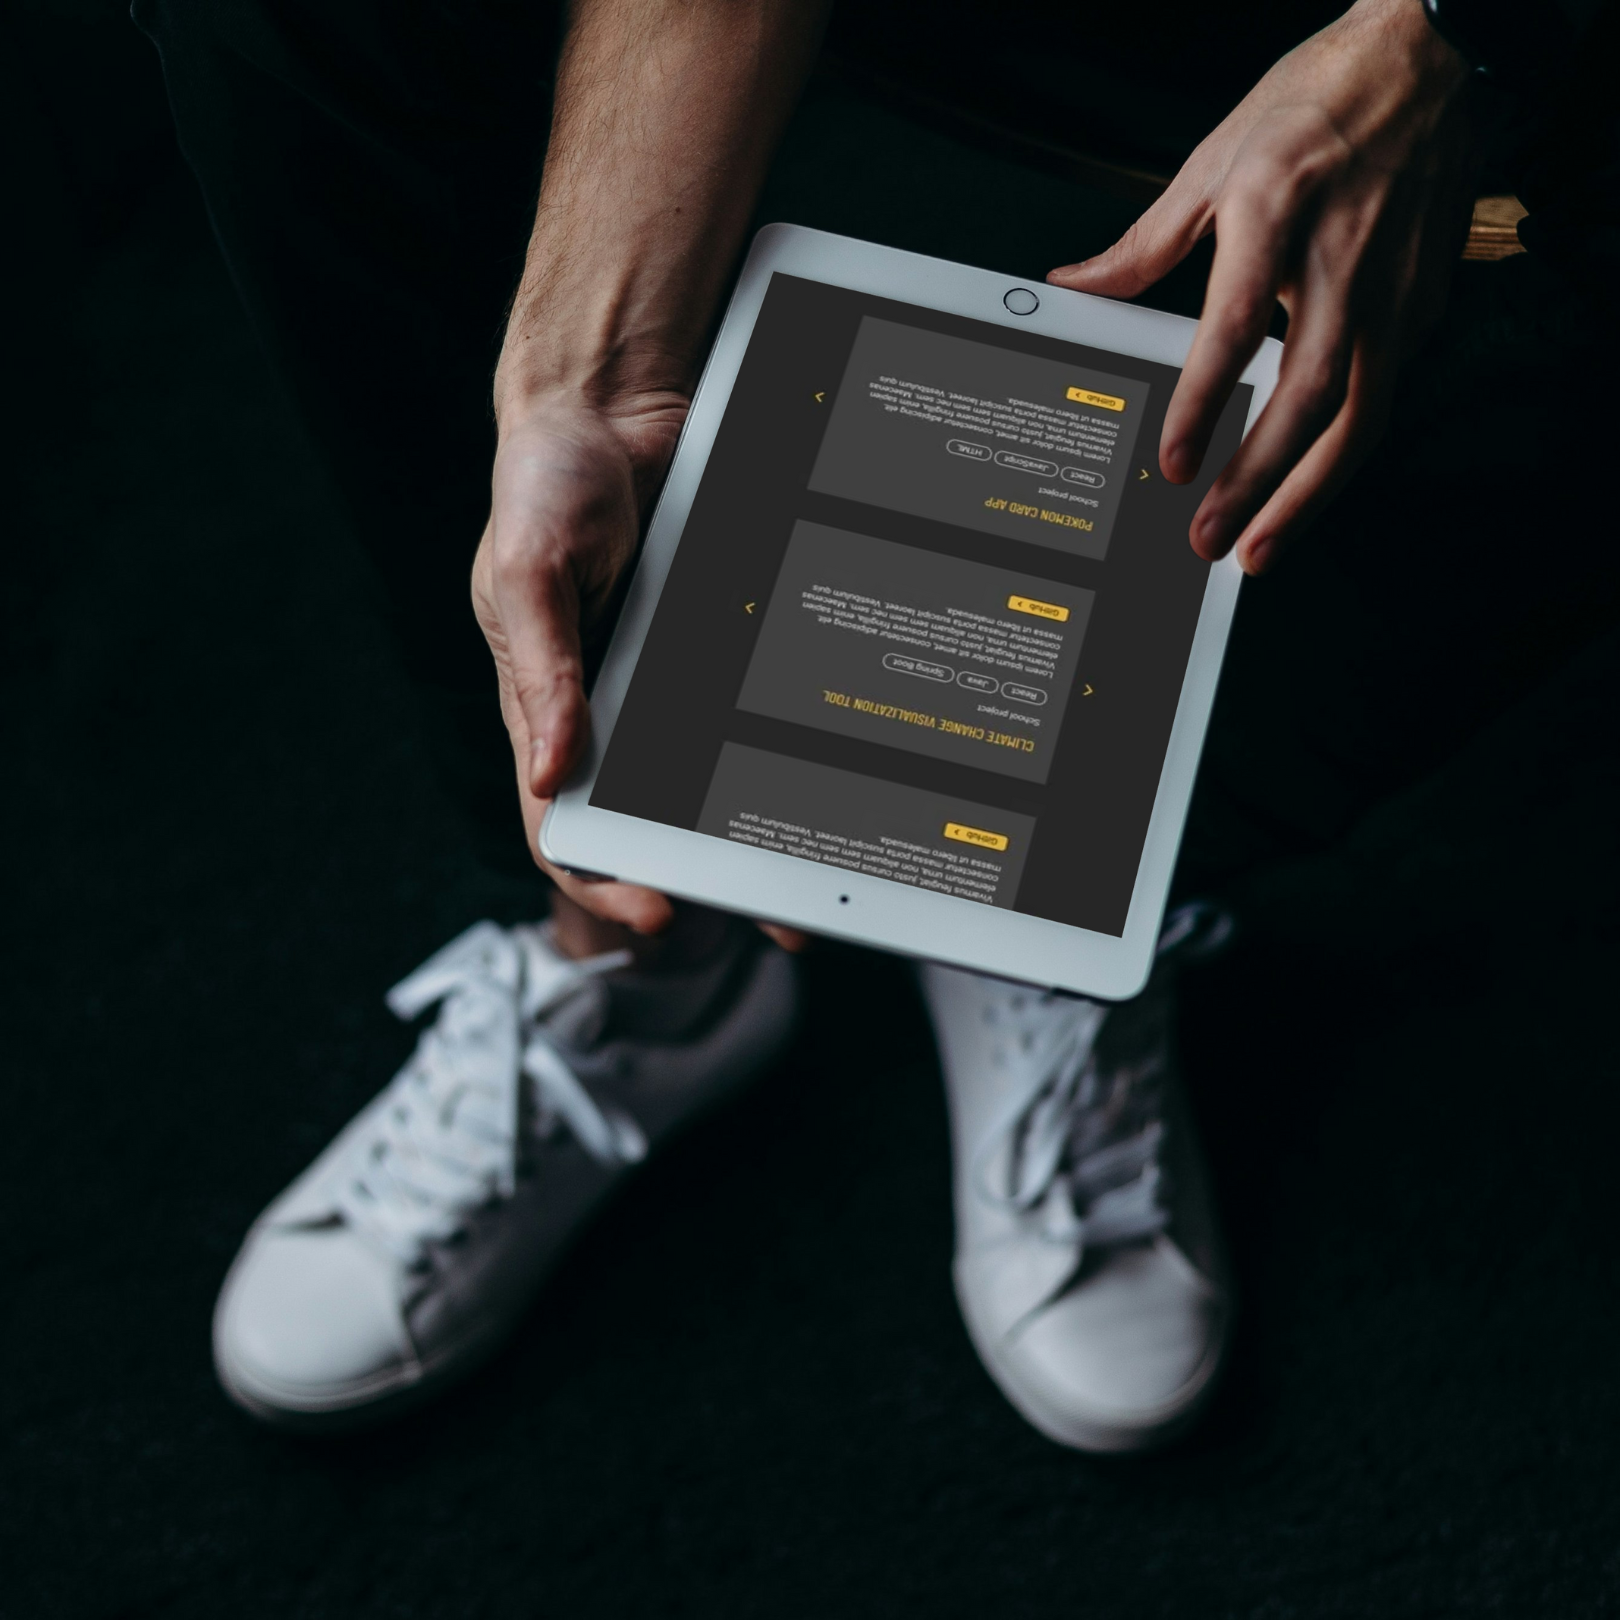 Vivamus feugiat, justo cursus posuere fringilla, enim sapien
elementum urna, non aliquam sem sem nec sem. Maecenas
consectetur massa porta suscipit laoreet. Vestibulum quis
massa ut libero malesuada.
GitHub
CLIMATE CHANGE VISUALIZATION TOOL
School project
React Java Spring Boot
Lorem ipsum dolor sit amet, consectetur adipiscing elit.
Vivamus feugiat, justo cursus posuere fringilla, enim sapien
elementum urna, non aliquam sem sem nec sem. Maecenas
consectetur massa porta suscipit laoreet. Vestibulum quis
massa ut libero malesuada.
GitHub
POKEMON CARD APP
School project
React JavaScript HTML
Lorem ipsum dolor sit amet, consectetur adipiscing elit.
Vivamus feugiat, justo cursus posuere fringilla, enim sapien
elementum urna, non aliquam sem sem nec sem. Maecenas
consectetur massa porta suscipit laoreet. Vestibulum quis
massa ut libero malesuada.
GitHub